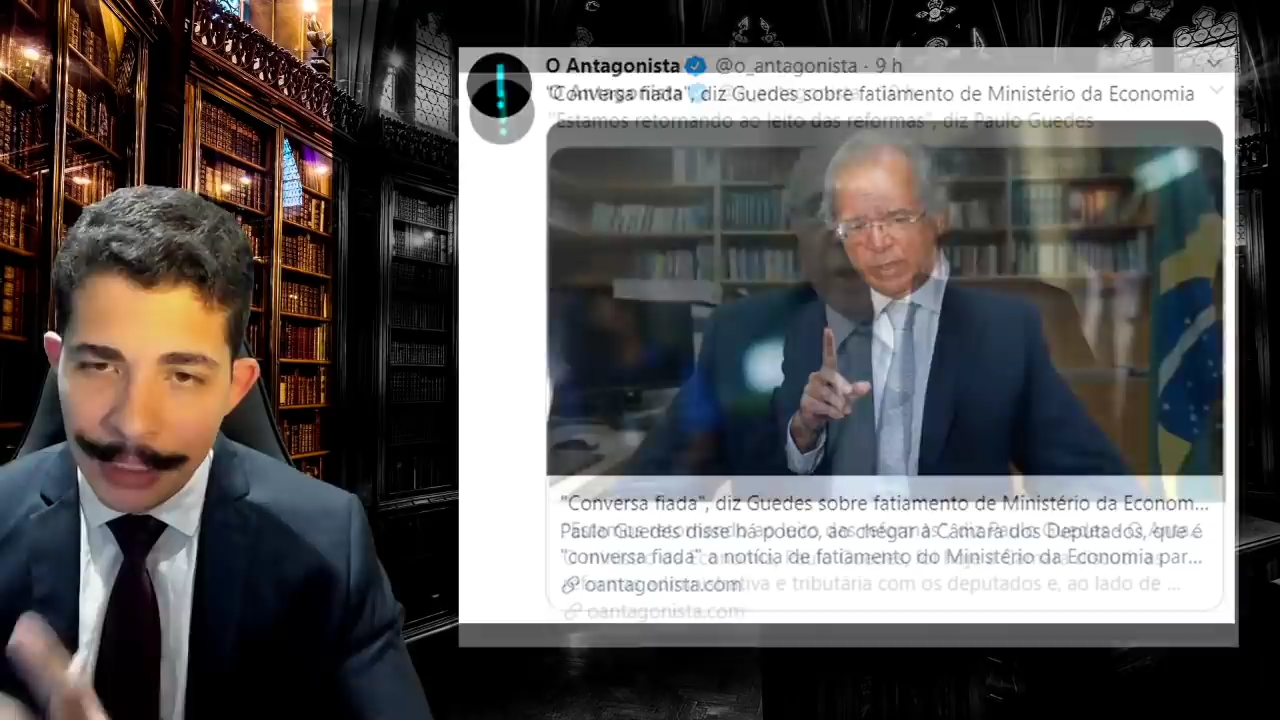 O Antagonista @o_antagonista · 9 h
"Conversa fiada", diz Guedes sobre fatiamento de Ministério da Economia
"Estamos retornando ao leito das reformas", diz Paulo Guedes
"Conversa fiada", diz Guedes sobre fatiamento de Ministério da Econom...
Paulo Guedes disse há pouco, ao chegar à Câmara dos Deputados, que é
"conversa fiada" a notícia de fatiamento do Ministério da Economia par...
oantagonista.com
oantagonista.com